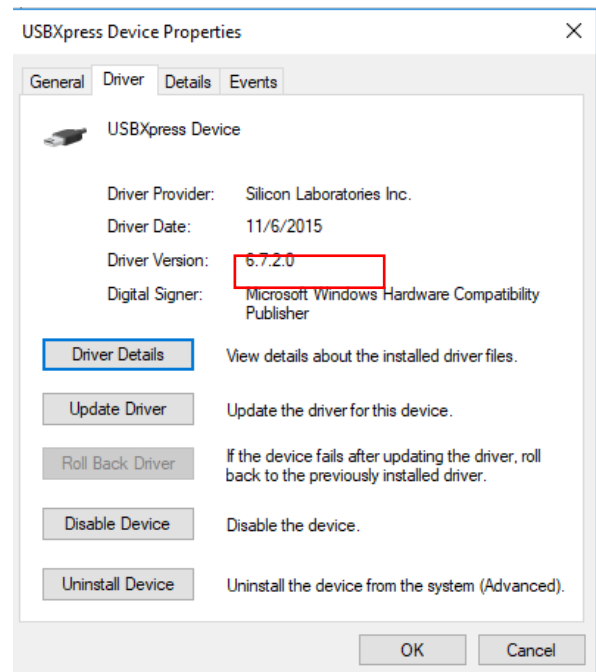 USBXpress Device Properties
General Driver Details Events
USBXpress Device
Driver Provider: Silicon Laboratories Inc.
Driver Date: 11/6/2015
Driver Version: 6.7.2.0
Digital Signer: Microsoft Windows Hardware Compatibility
Publisher
Driver Details View details about the installed driver files.
Update Driver Update the driver for this device.
Roll Back Driver If the device fails after updating the driver, roll
back to the previously installed driver.
Disable Device Disable the device.
Uninstall Device Uninstall the device from the system (Advanced).
OK Cancel